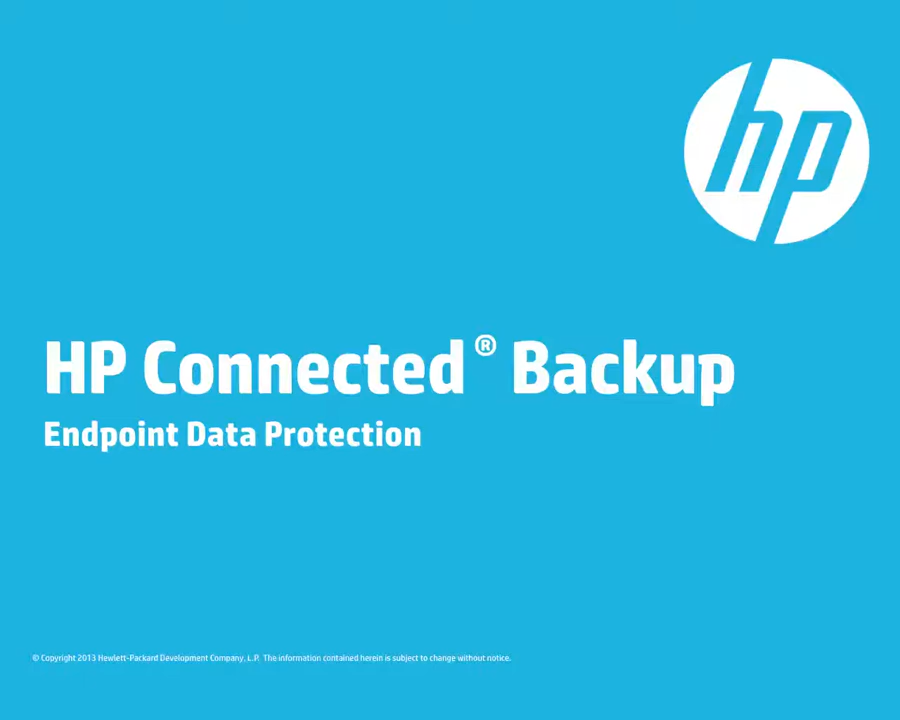 hp
HP Connected® Backup
Endpoint Data Protection
© Copyright 2013 Hewlett-Packard Development Company, L.P. The information contained herein is subject to change without notice.